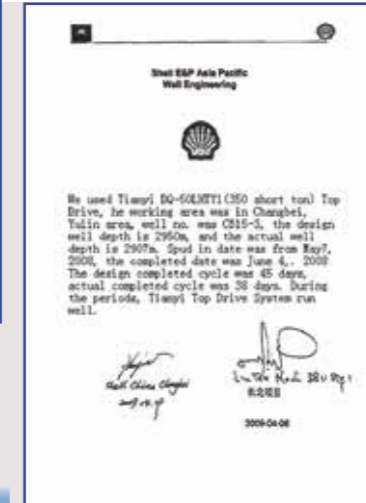 Shell E&P Asia Pacific
Well Engineering
We used Tianyi DQ-50LHTY1(350 short ton) Top
Drive, he working area was in Changbei,
Yulin area, well no. was CB15-3, the design
well depth is 2950m, and the actual well
depth is 2907m. Spud in date was from May7,
2008, the completed date was June 4,. 2008
The design completed cycle was 45 days,
actual completed cycle was 38 days. During
the periods, Tianyi Top Drive System run
well.
Shell China Changbei
2009-04-08